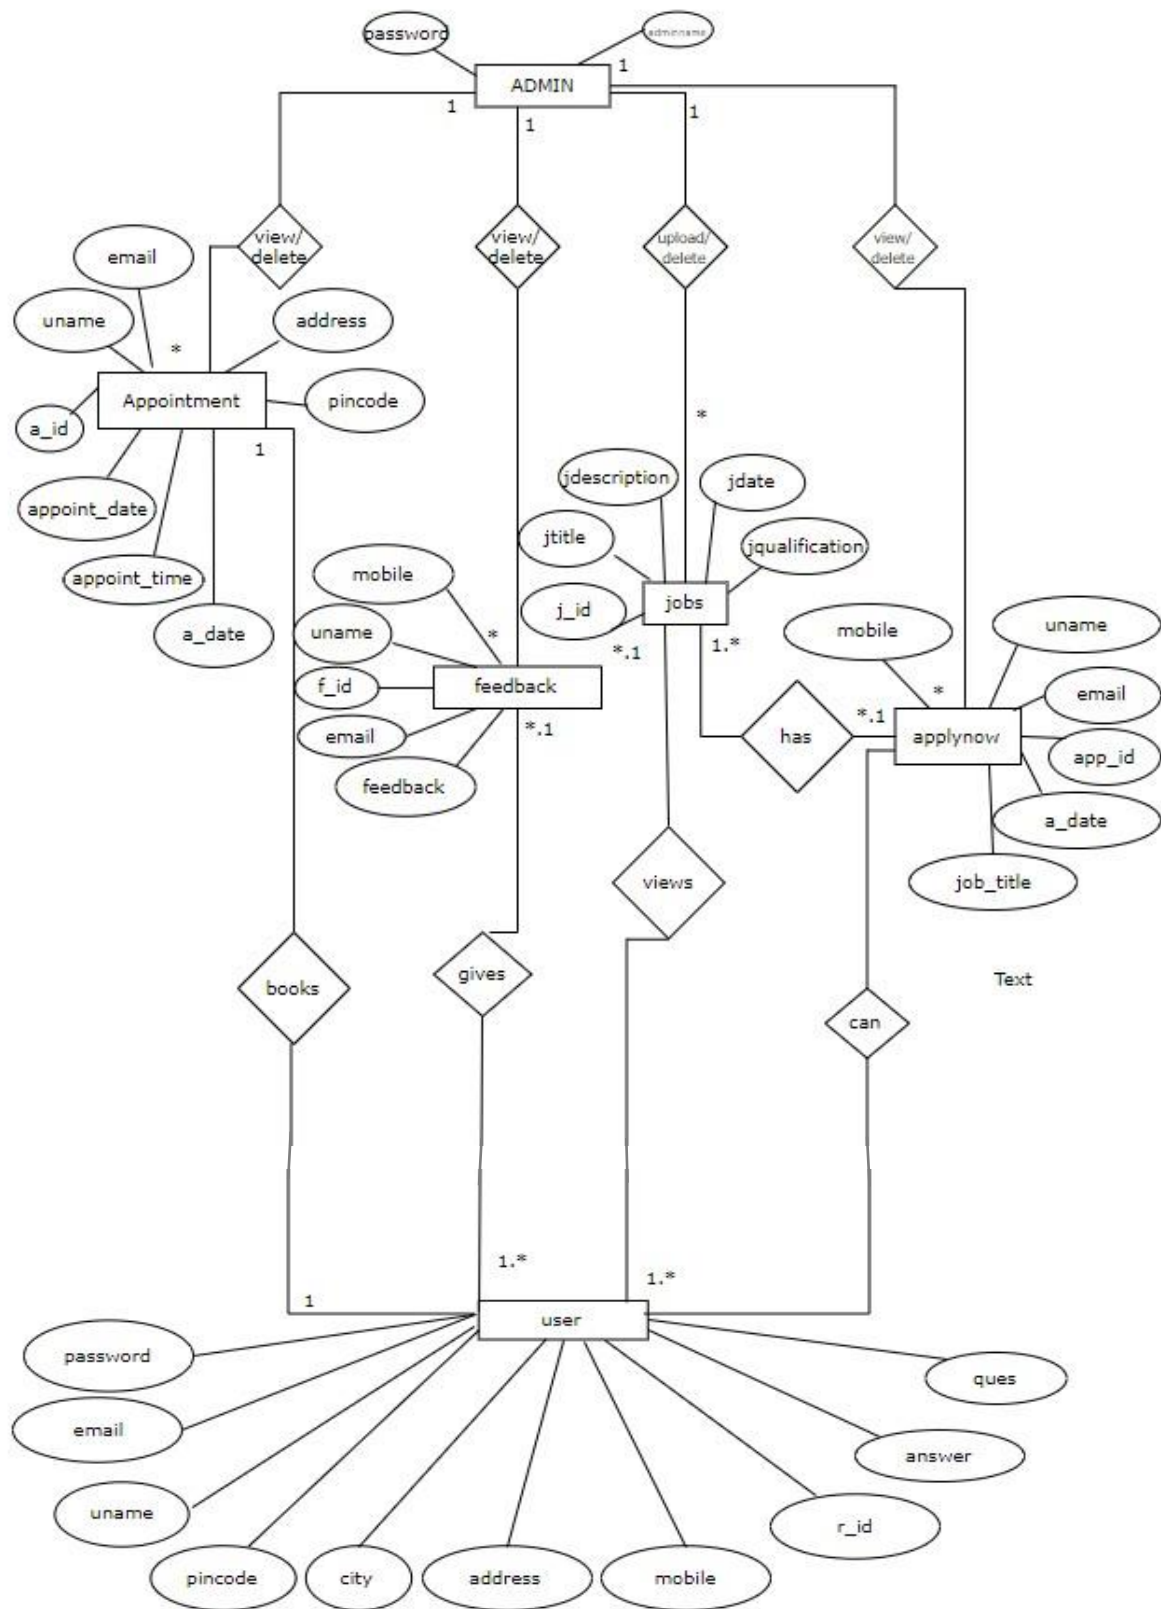 password
adminname
ADMIN
1
1
1
1
view/
delete
view/
delete
upload/
delete
view/
delete
email
uname
address
*
Appointment
pincode
a_id
1
appoint_date
appoint_time
a_date
*
jdescription
jdate
jtitle
jqualification
j_id
jobs
*.1
1.*
mobile
uname
*
f_id
feedback
email
*.1
feedback
mobile
uname
*
email
has
*.1
applynow
app_id
a_date
job_title
views
Text
books
gives
can
1.*
1.*
1
user
password
email
uname
pincode
city
address
mobile
r_id
answer
ques